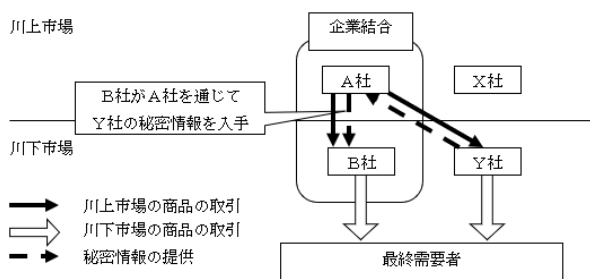 川上市場
企業結合
A社
X社
B社がA社を通じて
Y社の秘密情報を入手
川下市場
B社
Y社
川上市場の商品の取引
川下市場の商品の取引
秘密情報の提供
最終需要者